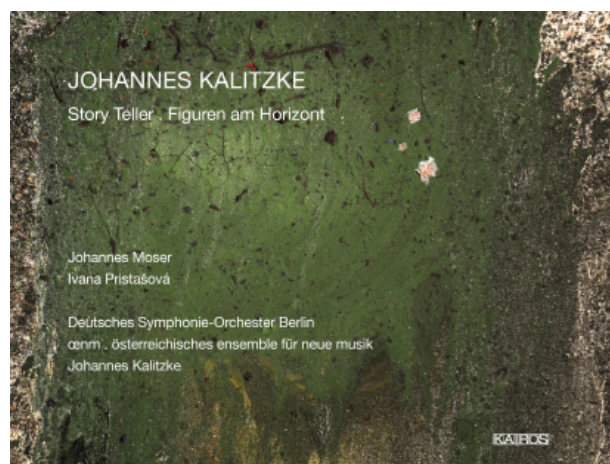 JOHANNES KALITZKE
Story Teller . Figuren am Horizont
Johannes Moser
Ivana Pristašová
Deutsches Symphonie-Orchester Berlin
œnm . österreichisches ensemble für neue musik
Johannes Kalitzke
KAIROS